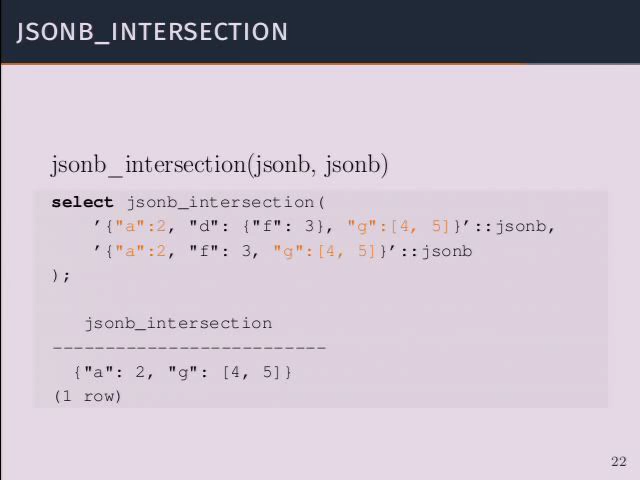 JSONB_INTERSECTION
jsonb_intersection(jsonb, jsonb)
select jsonb_intersection(
'{"a":2, "d": {"f": 3}, "g":[4, 5]}'::jsonb,
'{"a":2, "f": 3, "g":[4, 5]}'::jsonb
);
jsonb_intersection
--------------------------
{"a": 2, "g": [4, 5]}
(1 row)
22